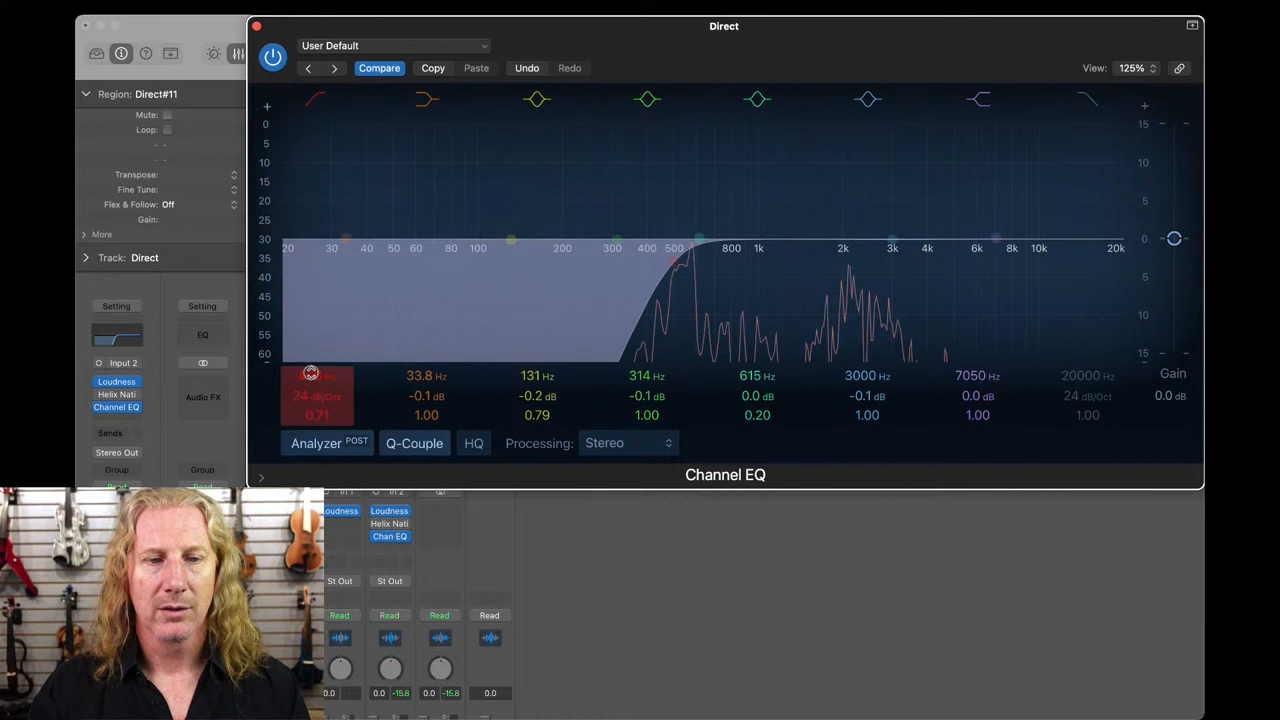 Direct
User Default
Compare Copy Paste Undo Redo View: 125%
Region: Direct#11
Mute:
Loop:
Transpose:
Fine Tune:
Flex & Follow: Off
Gain:
More
Track: Direct
Setting Setting
EQ
Input 2
Loudness
Helix Nati
Channel EQ
Audio FX
Sends
Stereo Out
Group Group
+ +
0 15
5
10 10
15
20 5
25
30 20 30 40 50 60 80 100 200 300 400 500 800 1k 2k 3k 4k 6k 8k 10k 20k 0
35
40 5
45
50 10
55
60 15
Hz 33.8 Hz 131 Hz 314 Hz 615 Hz 3000 Hz 7050 Hz 20000 Hz Gain
24 dB/Oct -0.1 dB -0.2 dB -0.1 dB 0.0 dB -0.1 dB 0.0 dB 24 dB/Oct 0.0 dB
0.71 1.00 0.79 1.00 0.20 1.00 1.00 1.00
Analyzer POST Q-Couple HQ Processing: Stereo
Channel EQ
In 1 In 2
Loudness Loudness
Helix Nati
Chan EQ
St Out St Out
Read Read Read Read
0.0 0.0 -15.8 0.0 -15.8 0.0